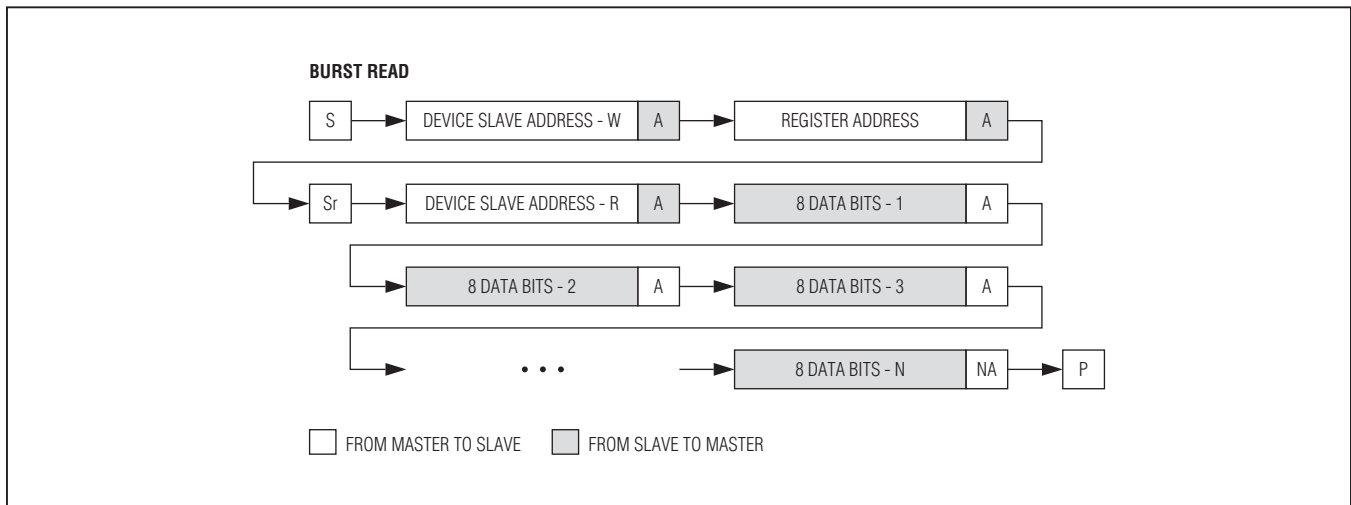 BURST READ
S DEVICE SLAVE ADDRESS - W A REGISTER ADDRESS A
Sr DEVICE SLAVE ADDRESS - R A 8 DATA BITS - 1 A
8 DATA BITS - 2 A 8 DATA BITS - 3 A
• • • 8 DATA BITS - N NA P
FROM MASTER TO SLAVE FROM SLAVE TO MASTER